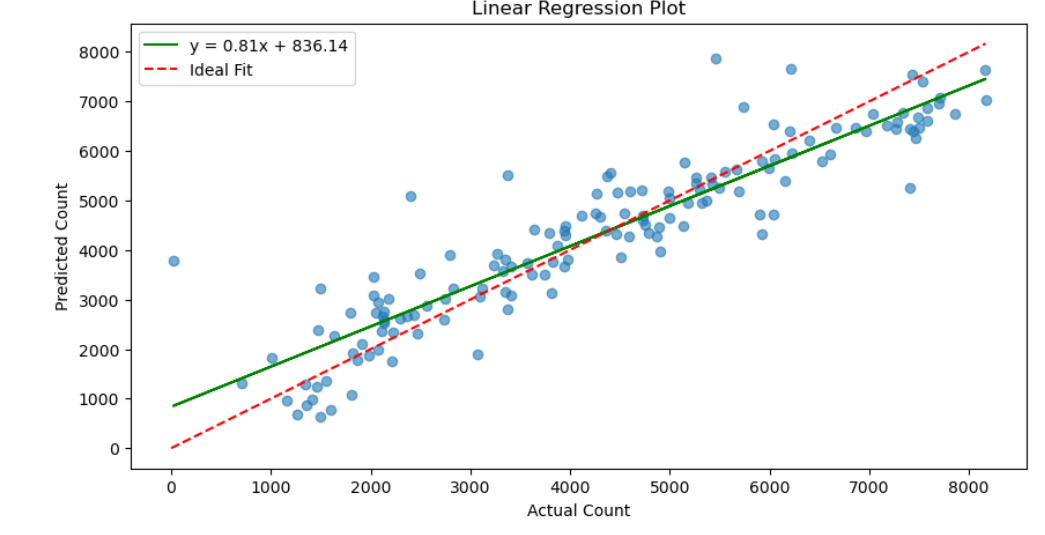 Linear Regression Plot
y = 0.81x + 836.14
Ideal Fit
8000
7000
6000
5000
4000
3000
2000
1000
0
Predicted Count
0 1000 2000 3000 4000 5000 6000 7000 8000
Actual Count